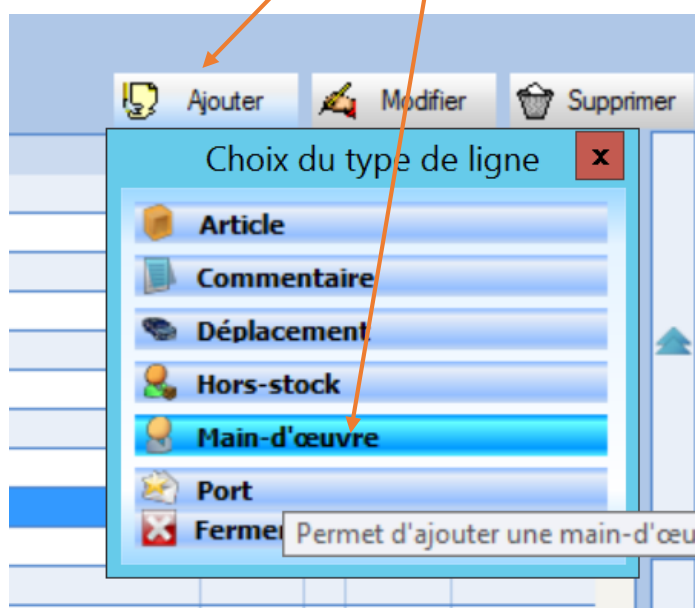 Ajouter Modifier Supprimer
Choix du type de ligne x
Article
Commentaire
Déplacement
Hors-stock
Main-d'œuvre
Port
Fermer
Permet d'ajouter une main-d'œu